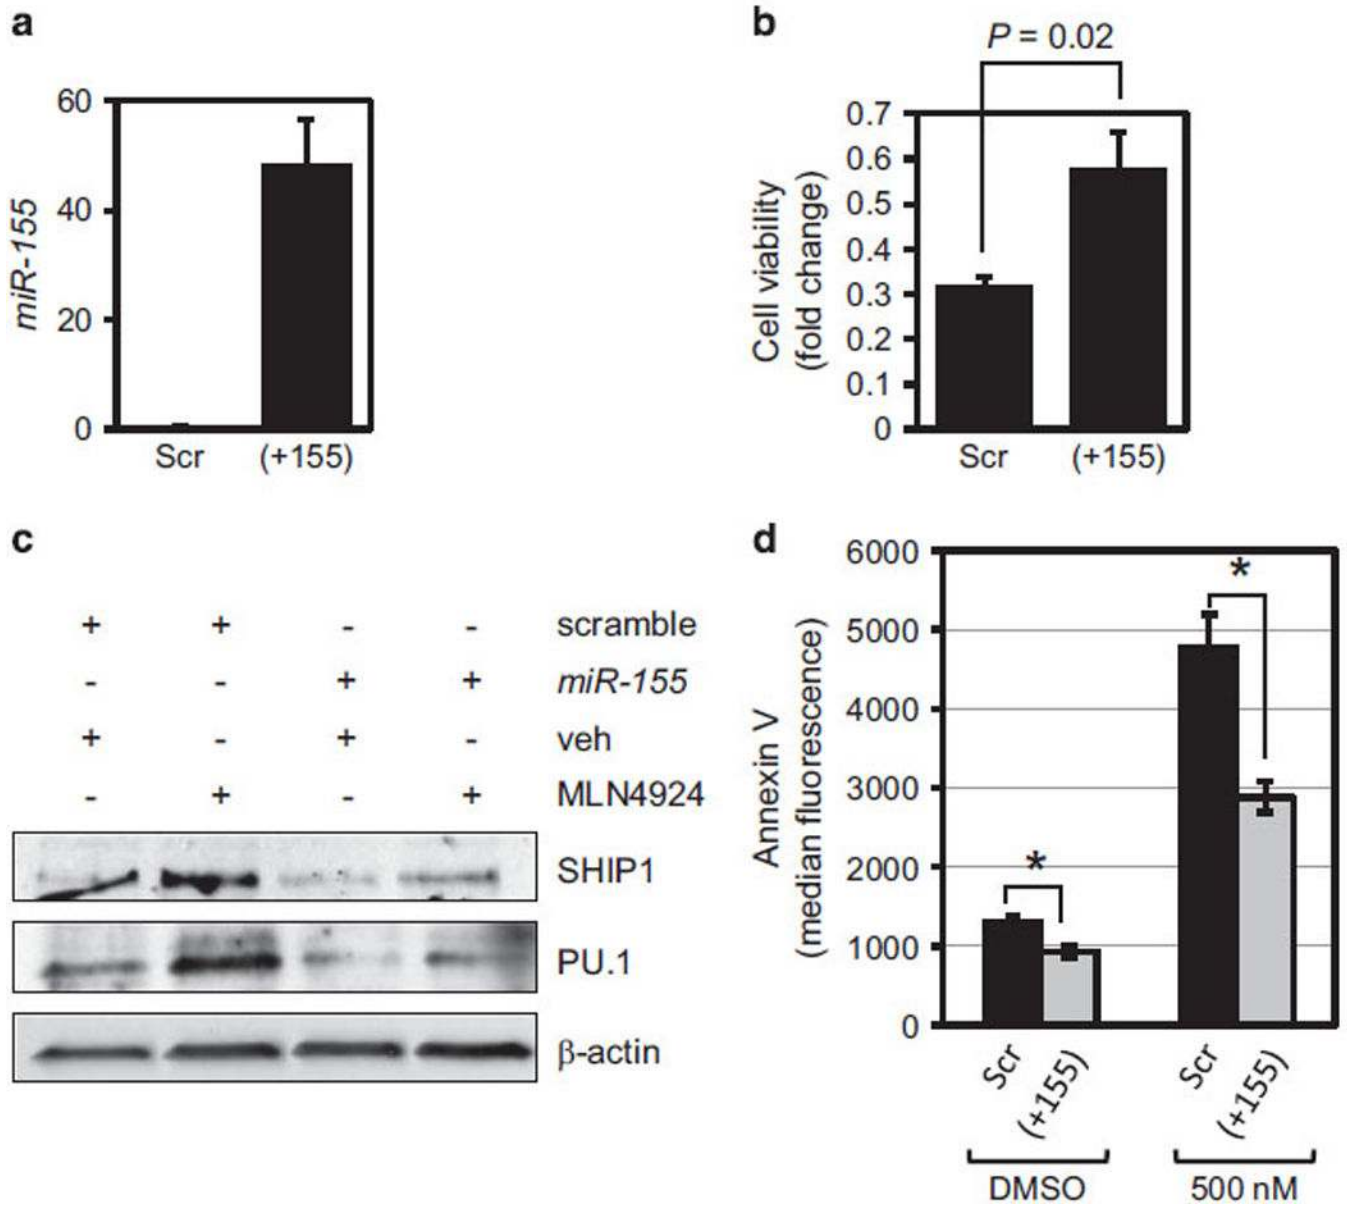 a
60
40
20
0
miR-155
Scr (+155)
b
P = 0.02
0.7
0.6
0.5
0.4
0.3
0.2
0.1
0
Cell viability
(fold change)
Scr (+155)
c
+ + - - scramble
- - + + miR-155
+ - + - veh
- + - + MLN4924
SHIP1
PU.1
β-actin
d
6000
5000
4000
3000
2000
1000
0
Annexin V
(median fluorescence)
*
*
Scr (+155) Scr (+155)
DMSO 500 nM